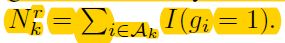 $N_k^r = \sum_{i \in \mathcal{A}_k} I(g_i = 1).$